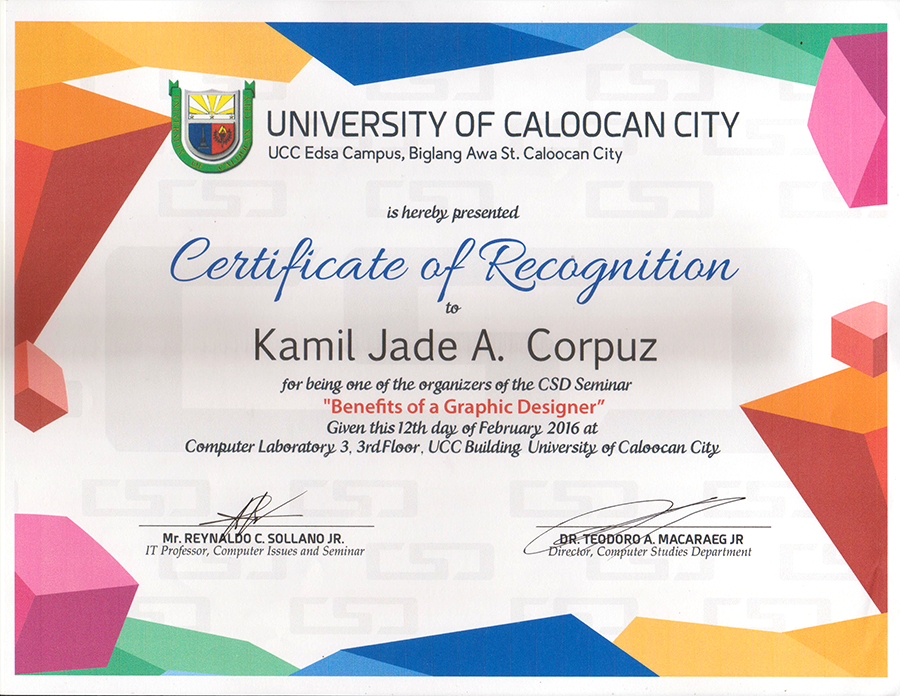 UNIVERSITY OF CALOOCAN CITY
UCC Edsa Campus, Biglang Awa St. Caloocan City
is hereby presented
Certificate of Recognition
to
Kamil Jade A. Corpuz
for being one of the organizers of the CSD Seminar
"Benefits of a Graphic Designer”
Given this 12th day of February 2016 at
Computer Laboratory 3, 3rd Floor, UCC Building University of Caloocan City
Mr. REYNALDO C. SOLLANO JR.
IT Professor, Computer Issues and Seminar
DR. TEODORO A. MACARAEG JR
Director, Computer Studies Department